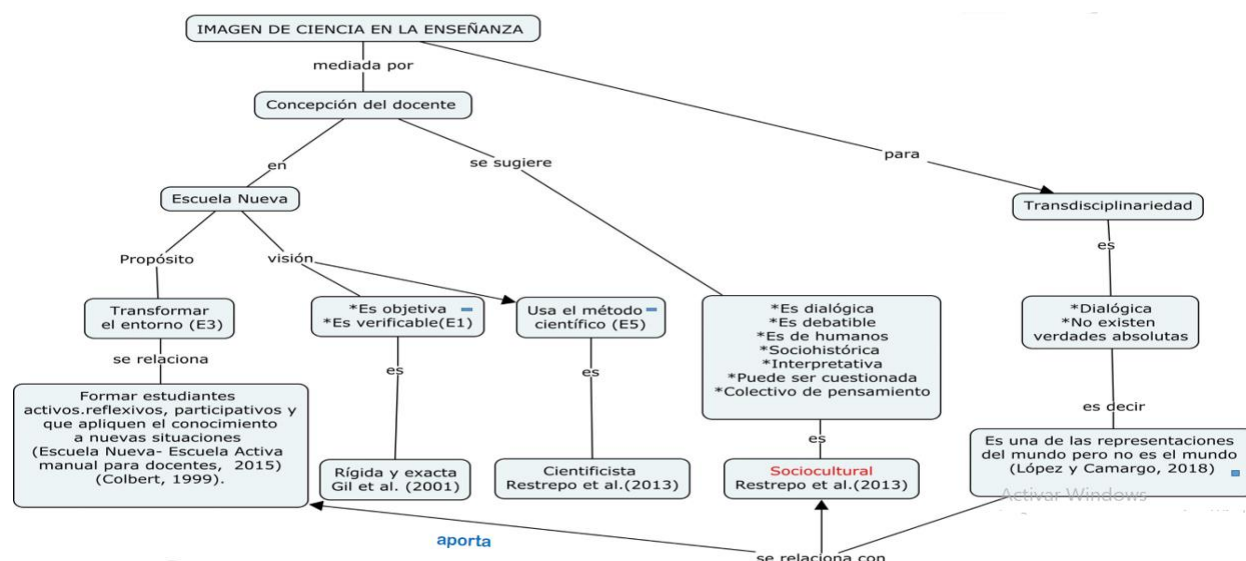 IMAGEN DE CIENCIA EN LA ENSEÑANZA
mediada por
Concepción del docente
para
en
se sugiere
Escuela Nueva
Transdisciplinariedad
Propósito
visión
es
Transformar
el entorno (E3)
*Es objetiva
*Es verificable(E1)
Usa el método
científico (E5)
*Es dialógica
*Es debatible
*Es de humanos
*Sociohistórica
*Interpretativa
*Puede ser cuestionada
*Colectivo de pensamiento
*Dialógica
*No existen
verdades absolutas
se relaciona
es
es
es decir
Formar estudiantes
activos.reflexivos, participativos y
que apliquen el conocimiento
a nuevas situaciones
(Escuela Nueva- Escuela Activa
manual para docentes, 2015)
(Colbert, 1999).
es
Rígida y exacta
Gil et al. (2001)
Cientificista
Restrepo et al.(2013)
Sociocultural
Restrepo et al.(2013)
Es una de las representaciones
del mundo pero no es el mundo
(López y Camargo, 2018)
Activar Windows
aporta
se relaciona con